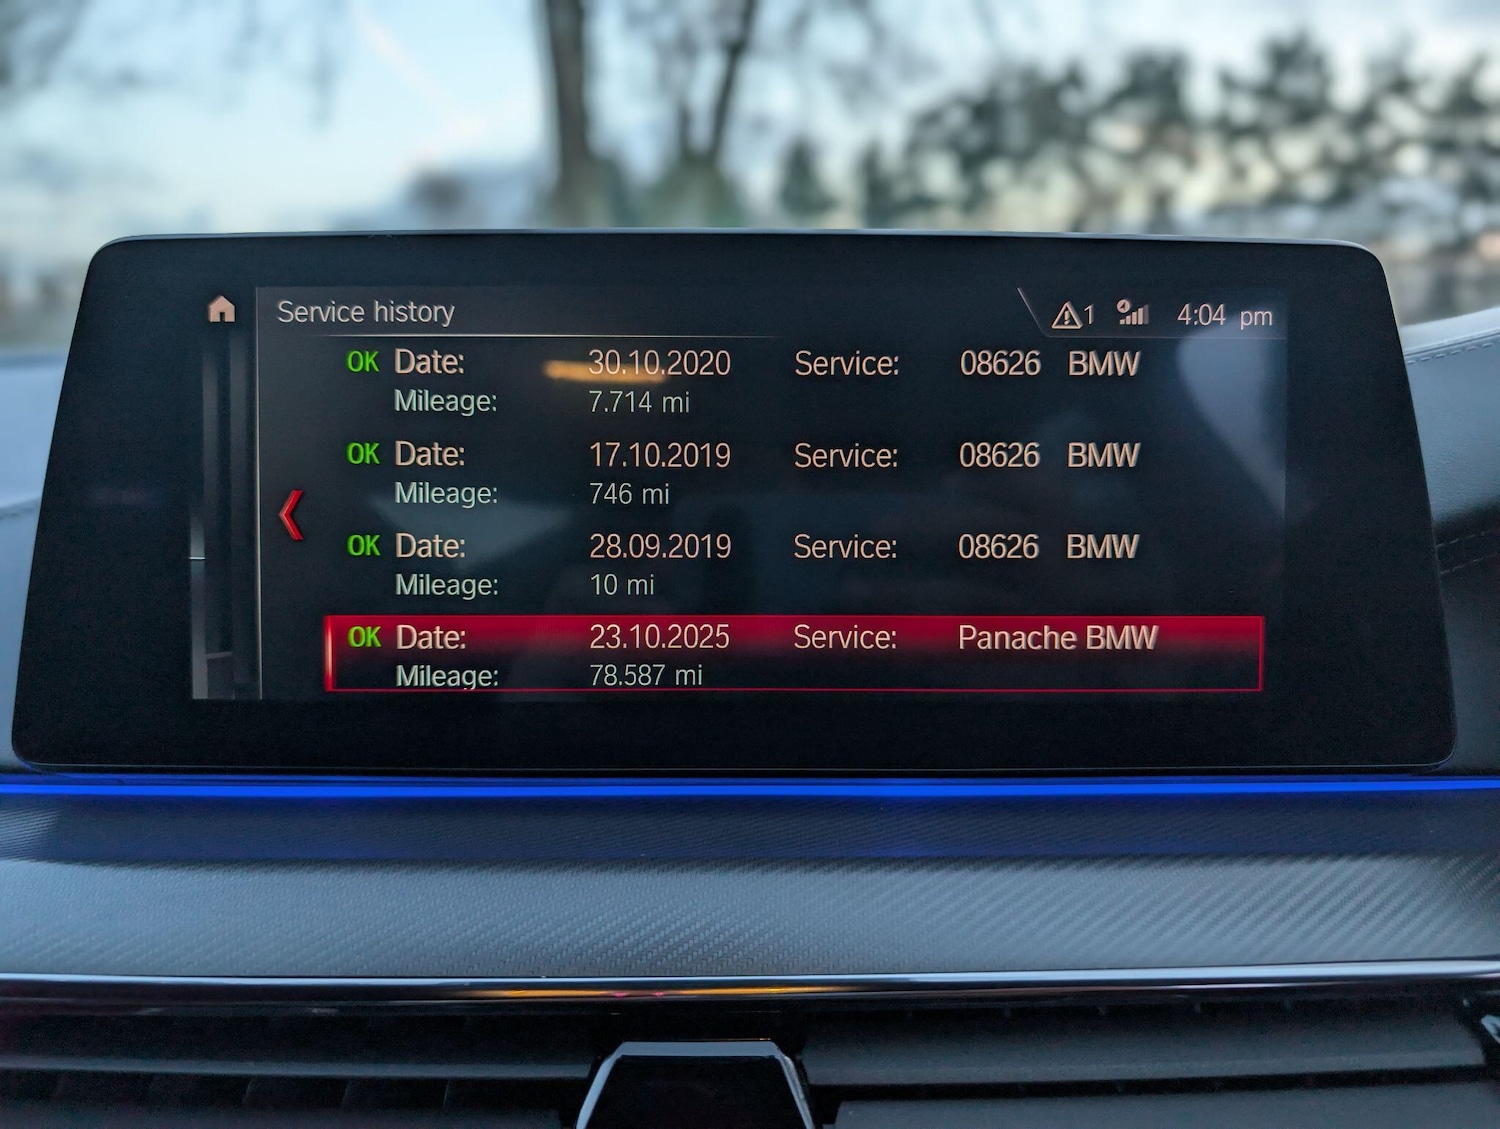 Service history 1 4:04 pm
OK Date: 30.10.2020 Service: 08626 BMW
Mileage: 7.714 mi
OK Date: 17.10.2019 Service: 08626 BMW
Mileage: 746 mi
OK Date: 28.09.2019 Service: 08626 BMW
Mileage: 10 mi
OK Date: 23.10.2025 Service: Panache BMW
Mileage: 78.587 mi